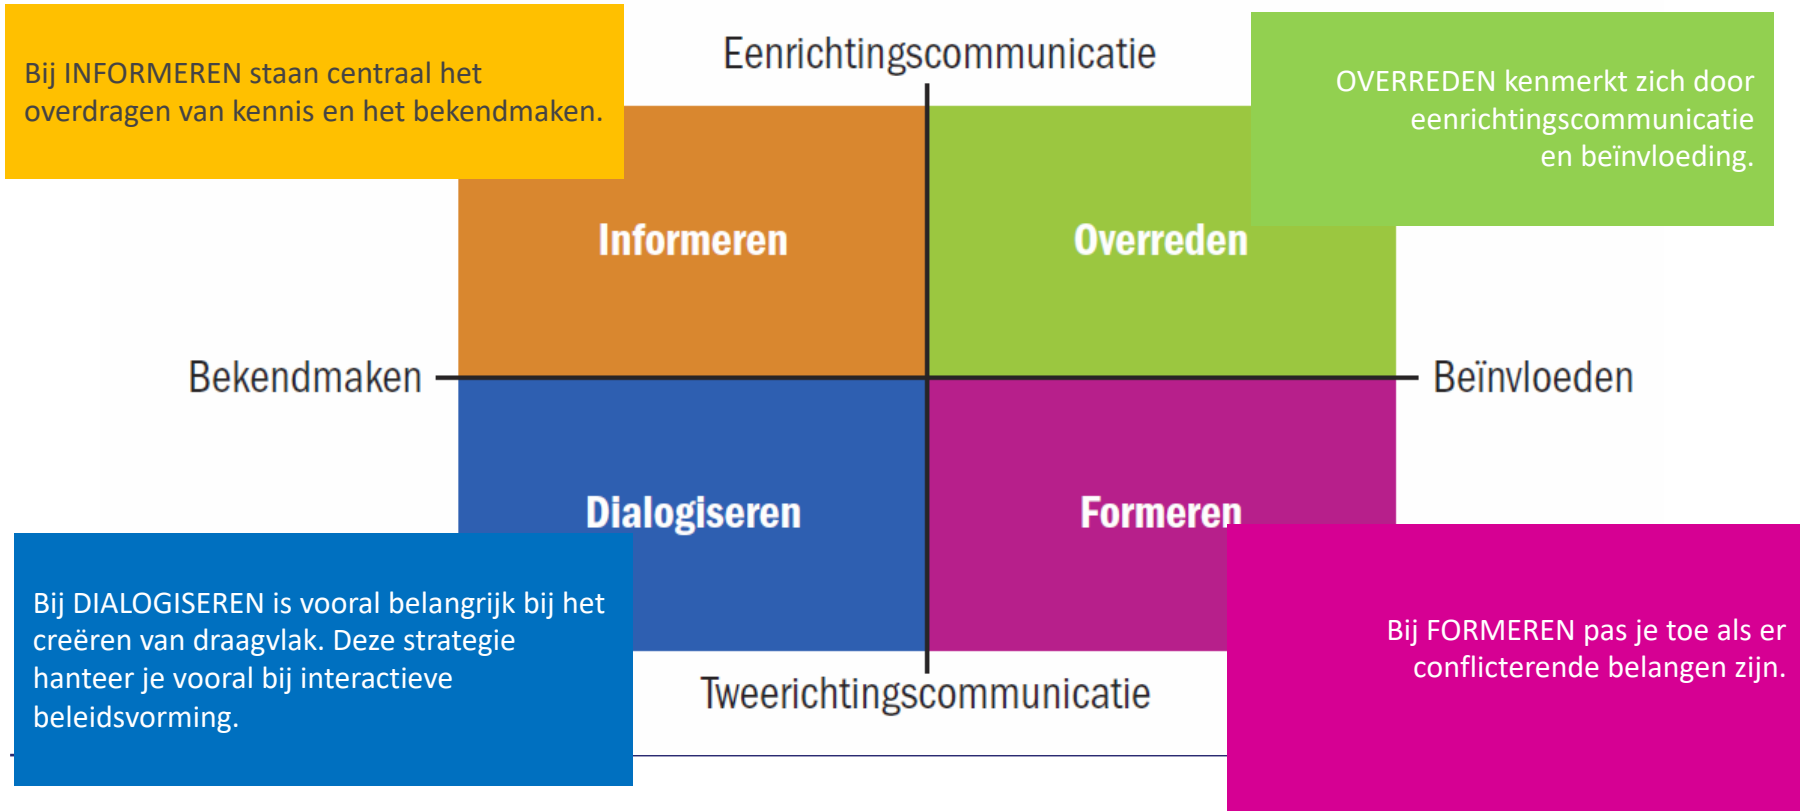 Eenrichtingscommunicatie
Bij INFORMEREN staan centraal het
overdragen van kennis en het bekendmaken.
OVERREDEN kenmerkt zich door
eenrichtingscommunicatie
en beïnvloeding.
Informeren
Overreden
Bekendmaken
Beïnvloeden
Dialogiseren
Formeren
Bij DIALOGISEREN is vooral belangrijk bij het
creëren van draagvlak. Deze strategie
hanteer je vooral bij interactieve
beleidsvorming.
Bij FORMEREN pas je toe als er
conflicterende belangen zijn.
Tweerichtingscommunicatie